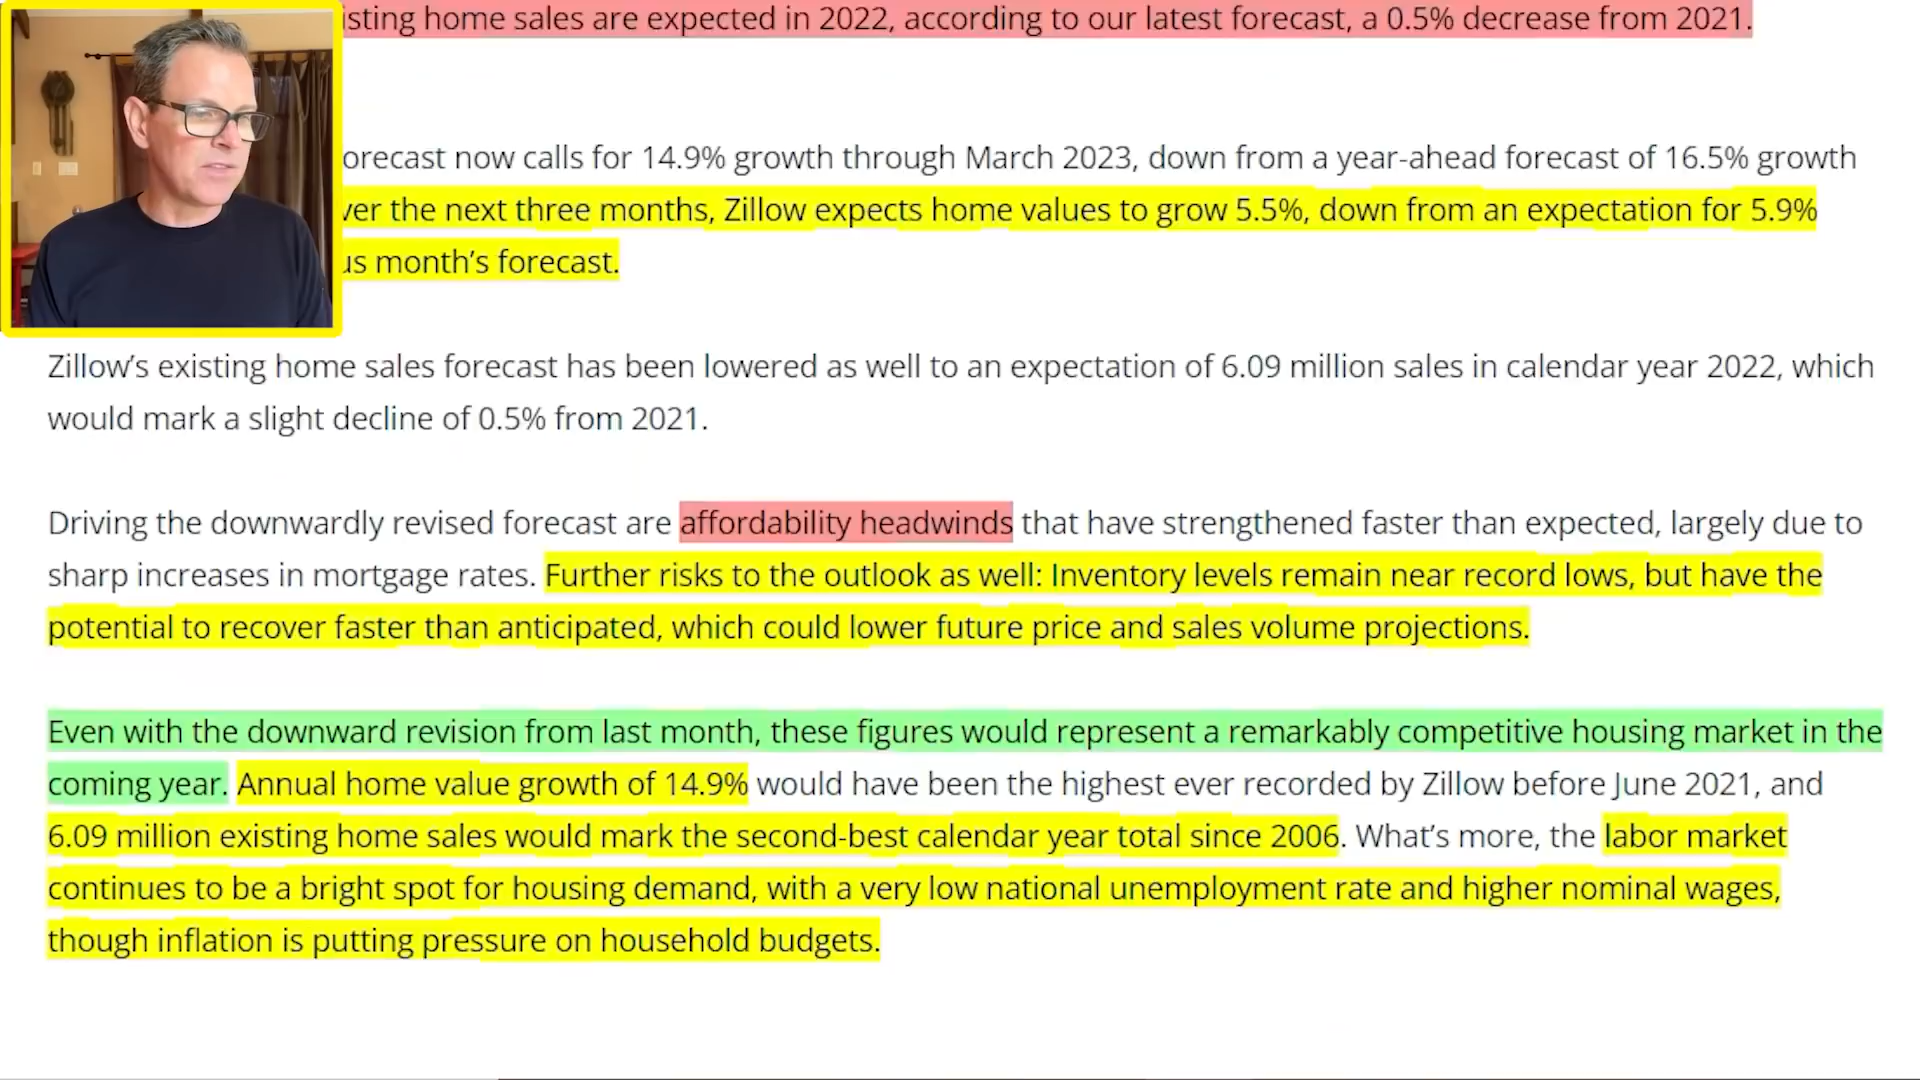 isting home sales are expected in 2022, according to our latest forecast, a 0.5% decrease from 2021.
orecast now calls for 14.9% growth through March 2023, down from a year-ahead forecast of 16.5% growth
ver the next three months, Zillow expects home values to grow 5.5%, down from an expectation for 5.9%
us month’s forecast.
Zillow’s existing home sales forecast has been lowered as well to an expectation of 6.09 million sales in calendar year 2022, which
would mark a slight decline of 0.5% from 2021.
Driving the downwardly revised forecast are affordability headwinds that have strengthened faster than expected, largely due to
sharp increases in mortgage rates. Further risks to the outlook as well: Inventory levels remain near record lows, but have the
potential to recover faster than anticipated, which could lower future price and sales volume projections.
Even with the downward revision from last month, these figures would represent a remarkably competitive housing market in the
coming year. Annual home value growth of 14.9% would have been the highest ever recorded by Zillow before June 2021, and
6.09 million existing home sales would mark the second-best calendar year total since 2006. What’s more, the labor market
continues to be a bright spot for housing demand, with a very low national unemployment rate and higher nominal wages,
though inflation is putting pressure on household budgets.